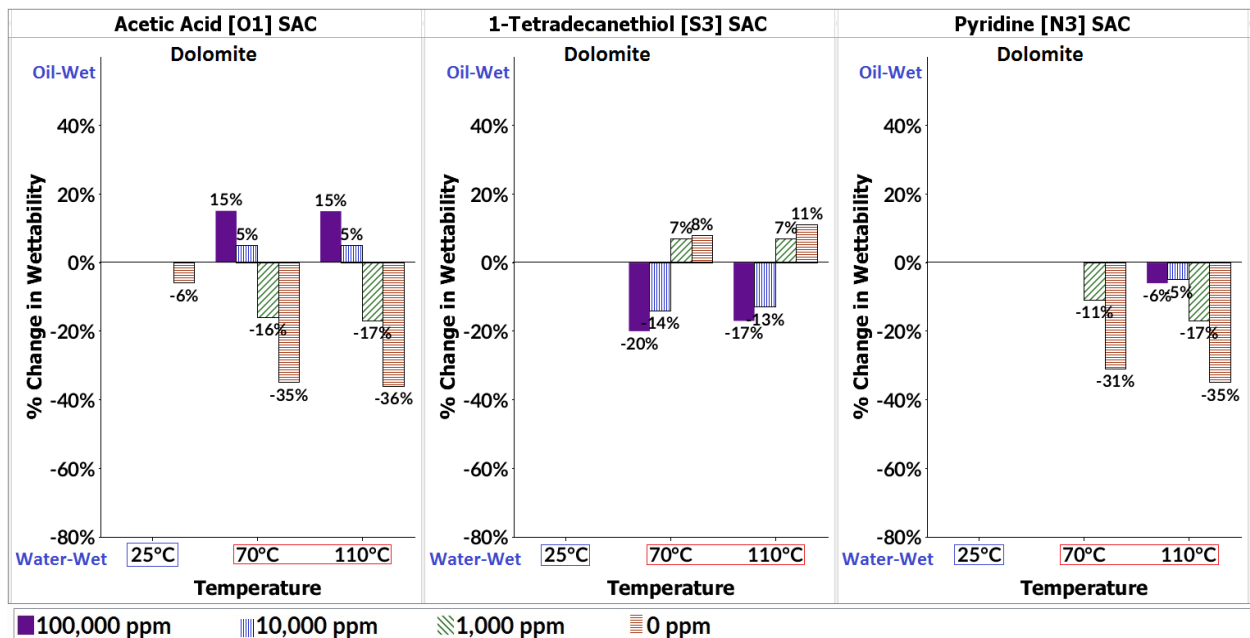 Acetic Acid [O1] SAC
Dolomite
Oil-Wet
40%
20%
0%
-20%
-40%
-60%
-80%
% Change in Wettability
-6%
15%
5%
-16%
-35%
15%
5%
-17%
-36%
Water-Wet
25°C
70°C
110°C
Temperature
1-Tetradecanethiol [S3] SAC
Dolomite
Oil-Wet
40%
20%
0%
-20%
-40%
-60%
-80%
% Change in Wettability
-20%
-14%
7%
8%
-17%
-13%
7%
11%
Water-Wet
25°C
70°C
110°C
Temperature
Pyridine [N3] SAC
Dolomite
Oil-Wet
40%
20%
0%
-20%
-40%
-60%
-80%
% Change in Wettability
-11%
-31%
-6%
-5%
-17%
-35%
Water-Wet
25°C
70°C
110°C
Temperature
100,000 ppm
10,000 ppm
1,000 ppm
0 ppm